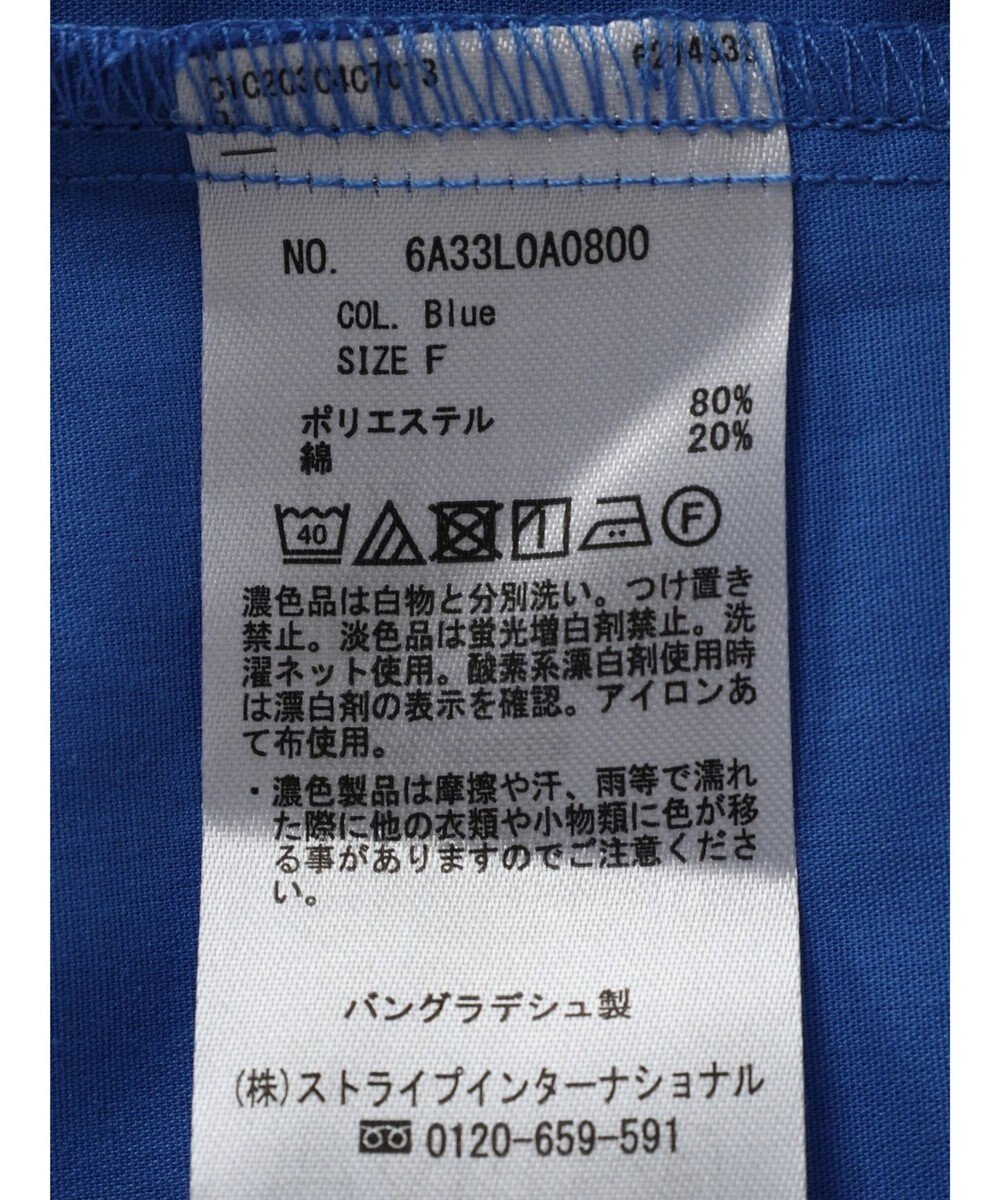 NO. 6A33L0A0800
COL. Blue
SIZE F
ポリエステル 80%
綿 20%
40 F
濃色品は白物と分別洗い。つけ置き
禁止。淡色品は蛍光増白剤禁止。洗
濯ネット使用。酸素系漂白剤使用時
は漂白剤の表示を確認。アイロンあ
て布使用。
・濃色製品は摩擦や汗、雨等で濡れ
た際に他の衣類や小物類に色が移
る事がありますのでご注意くださ
い。
バングラデシュ製
(株)ストライプインターナショナル
0120-659-591